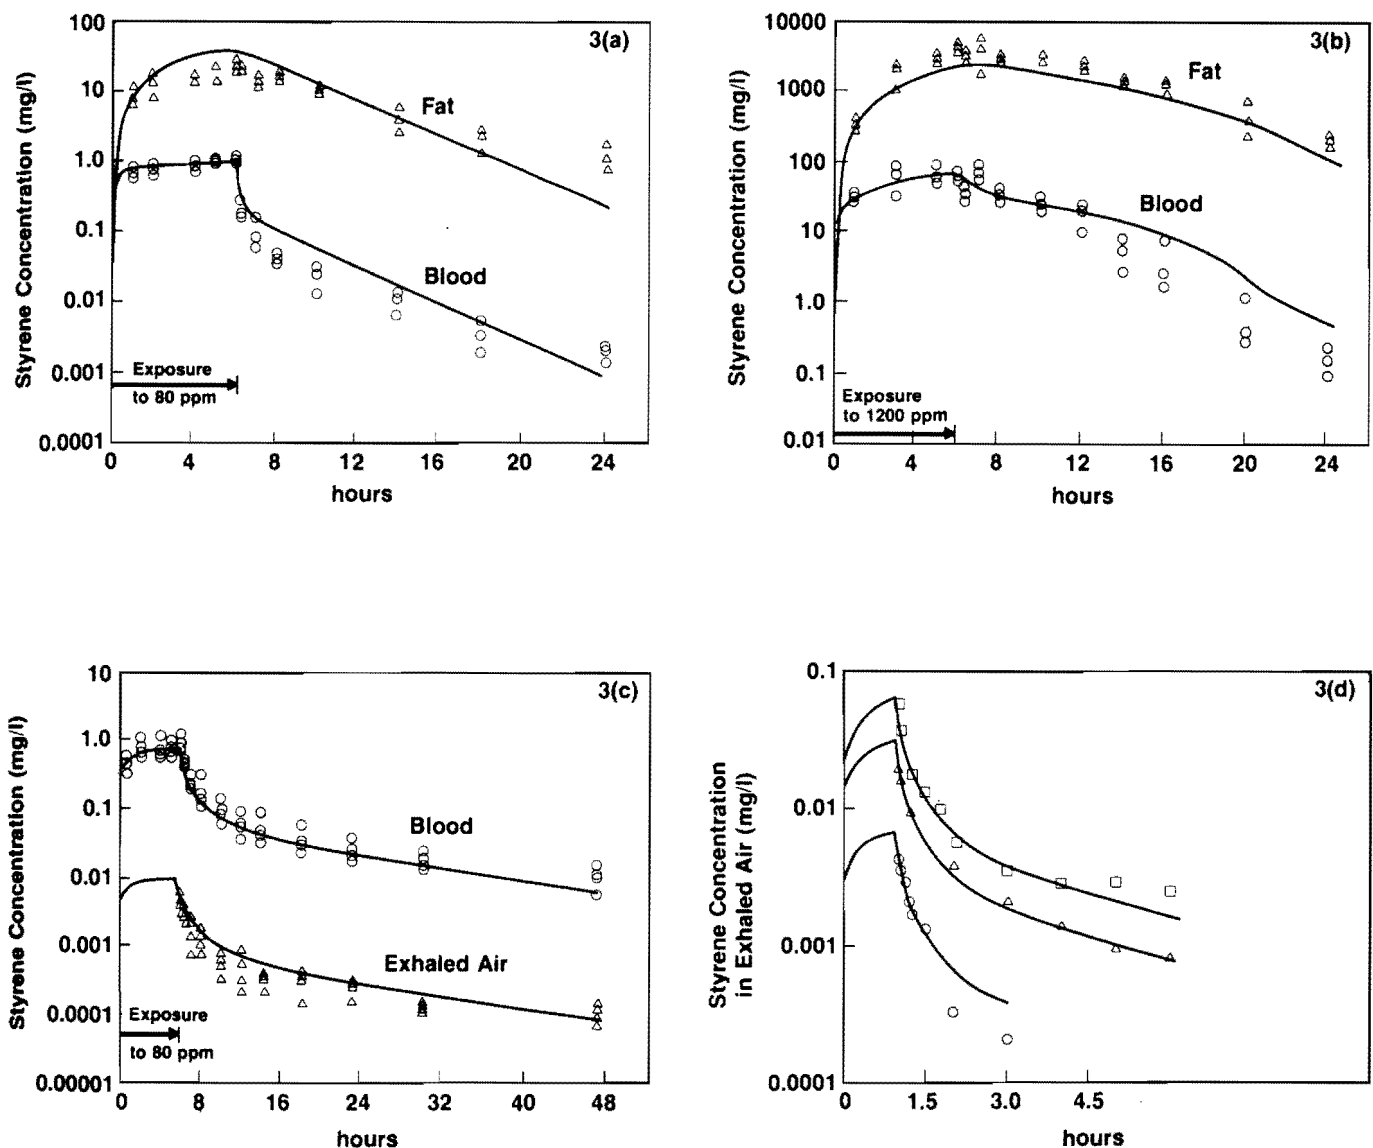 3(a)
Styrene Concentration (mg/l)
100
10
1.0
0.1
0.01
0.001
0.0001
Fat
Blood
Exposure
to 80 ppm
0 4 8 12 16 20 24
hours
3(b)
Styrene Concentration (mg/l)
10000
1000
100
10
1.0
0.1
0.01
Fat
Blood
Exposure
to 1200 ppm
0 4 8 12 16 20 24
hours
3(c)
Styrene Concentration (mg/l)
10
1.0
0.1
0.01
0.001
0.0001
0.00001
Blood
Exhaled Air
Exposure
to 80 ppm
0 8 16 24 32 40 48
hours
3(d)
Styrene Concentration
in Exhaled Air (mg/l)
0.1
0.01
0.001
0.0001
0 1.5 3.0 4.5
hours